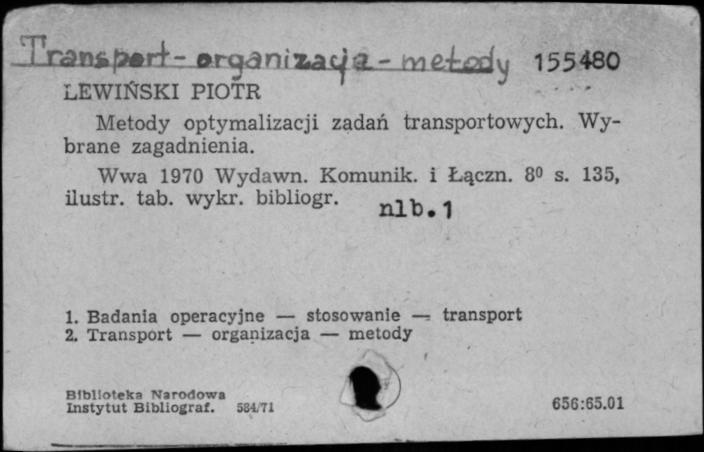 Transport - organizacja - metody 155480
LEWIŃSKI PIOTR
Metody optymalizacji zadań transportowych. Wy-
brane zagadnienia.
Wwa 1970 Wydawn. Komunik. i Łączn. 8⁰ s. 135,
ilustr. tab. wykr. bibliogr. nlb. 1
1. Badania operacyjne — stosowanie — transport
2. Transport — organizacja — metody
Biblioteka Narodowa
Instytut Bibliograf. 584/71 656:65.01